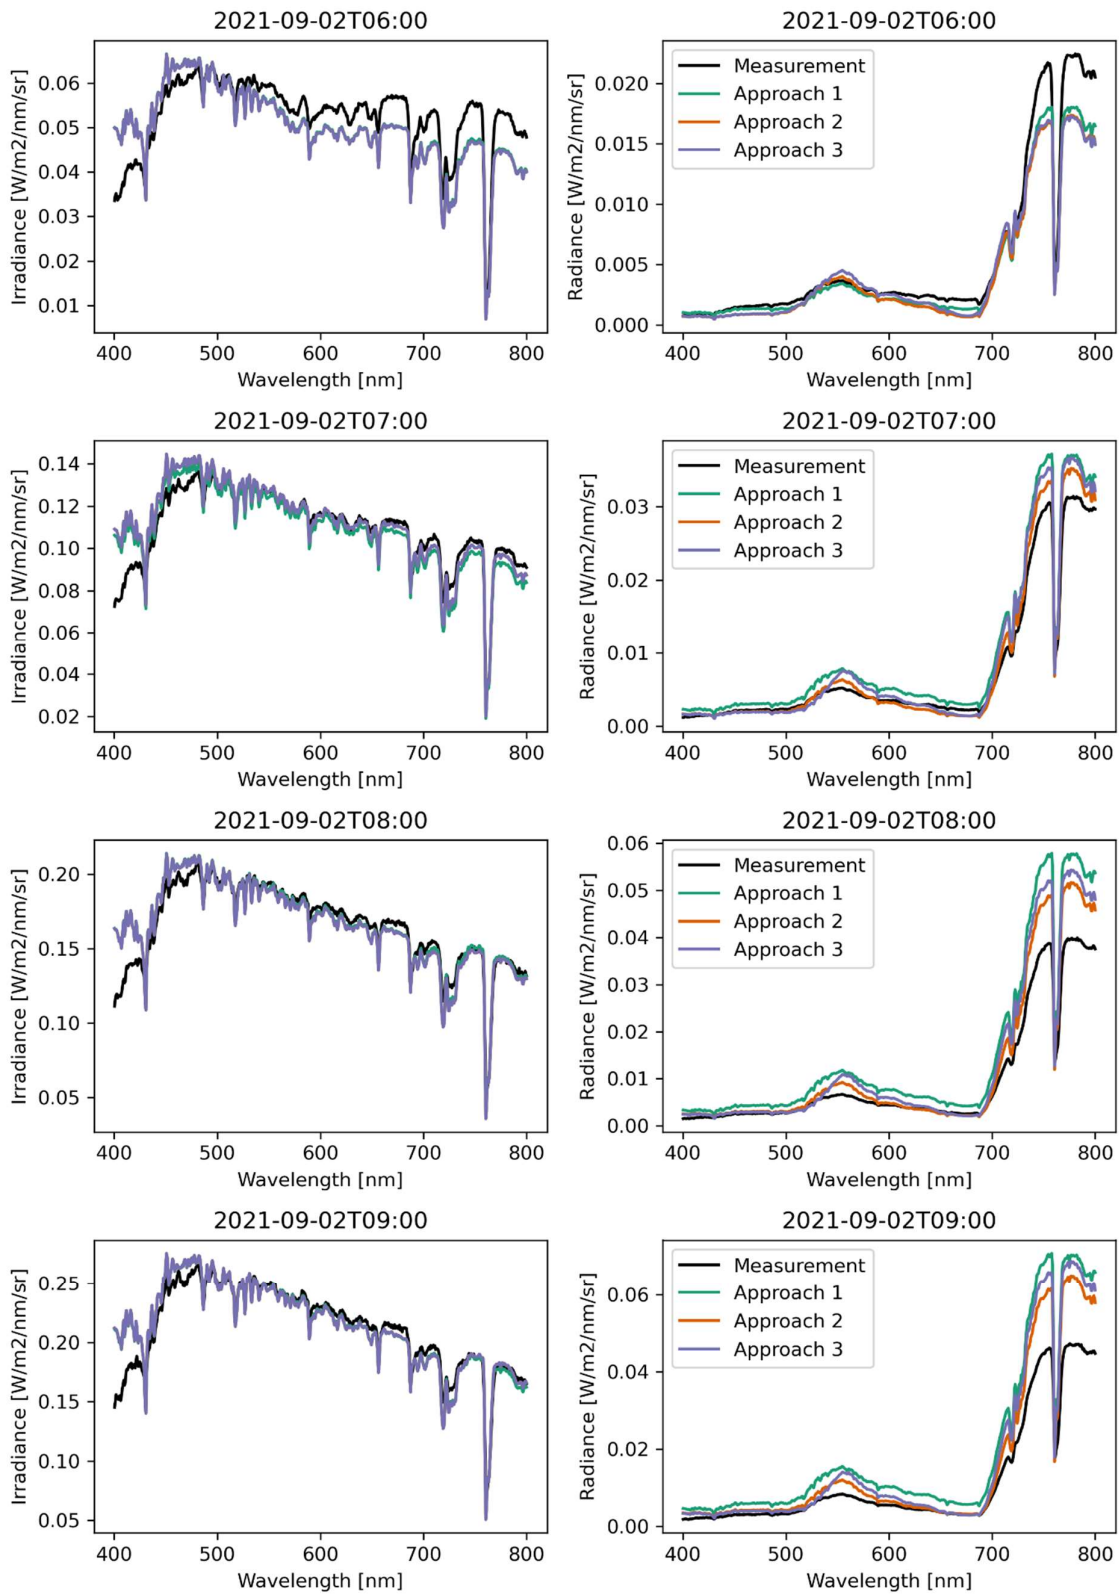 2021-09-02T06:00
Irradiance [W/m2/nm/sr]
0.06
0.05
0.04
0.03
0.02
0.01
400 500 600 700 800
Wavelength [nm]
2021-09-02T06:00
Radiance [W/m2/nm/sr]
0.020
0.015
0.010
0.005
0.000
Measurement
Approach 1
Approach 2
Approach 3
400 500 600 700 800
Wavelength [nm]
2021-09-02T07:00
Irradiance [W/m2/nm/sr]
0.14
0.12
0.10
0.08
0.06
0.04
0.02
400 500 600 700 800
Wavelength [nm]
2021-09-02T07:00
Radiance [W/m2/nm/sr]
0.03
0.02
0.01
0.00
Measurement
Approach 1
Approach 2
Approach 3
400 500 600 700 800
Wavelength [nm]
2021-09-02T08:00
Irradiance [W/m2/nm/sr]
0.20
0.15
0.10
0.05
400 500 600 700 800
Wavelength [nm]
2021-09-02T08:00
Radiance [W/m2/nm/sr]
0.06
0.05
0.04
0.03
0.02
0.01
0.00
Measurement
Approach 1
Approach 2
Approach 3
400 500 600 700 800
Wavelength [nm]
2021-09-02T09:00
Irradiance [W/m2/nm/sr]
0.25
0.20
0.15
0.10
0.05
400 500 600 700 800
Wavelength [nm]
2021-09-02T09:00
Radiance [W/m2/nm/sr]
0.06
0.04
0.02
0.00
Measurement
Approach 1
Approach 2
Approach 3
400 500 600 700 800
Wavelength [nm]